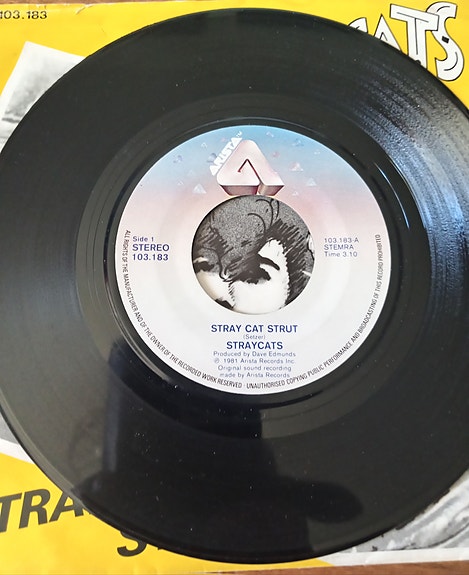 103.183
CATS
ARISTA
Side 1
STEREO
103.183
103.183-A
STEMRA
Time 3.10
STRAY CAT STRUT
(Setzer)
STRAYCATS
Produced by Dave Edmunds
℗ 1981 Arista Records Inc
Original sound recording
made by Arista Records
ALL RIGHTS OF THE MANUFACTURER AND OF THE OWNER OF THE RECORDED WORK RESERVED · UNAUTHORISED COPYING PUBLIC PERFORMANCE AND BROADCASTING OF THIS RECORD PROHIBITED
TRA
S